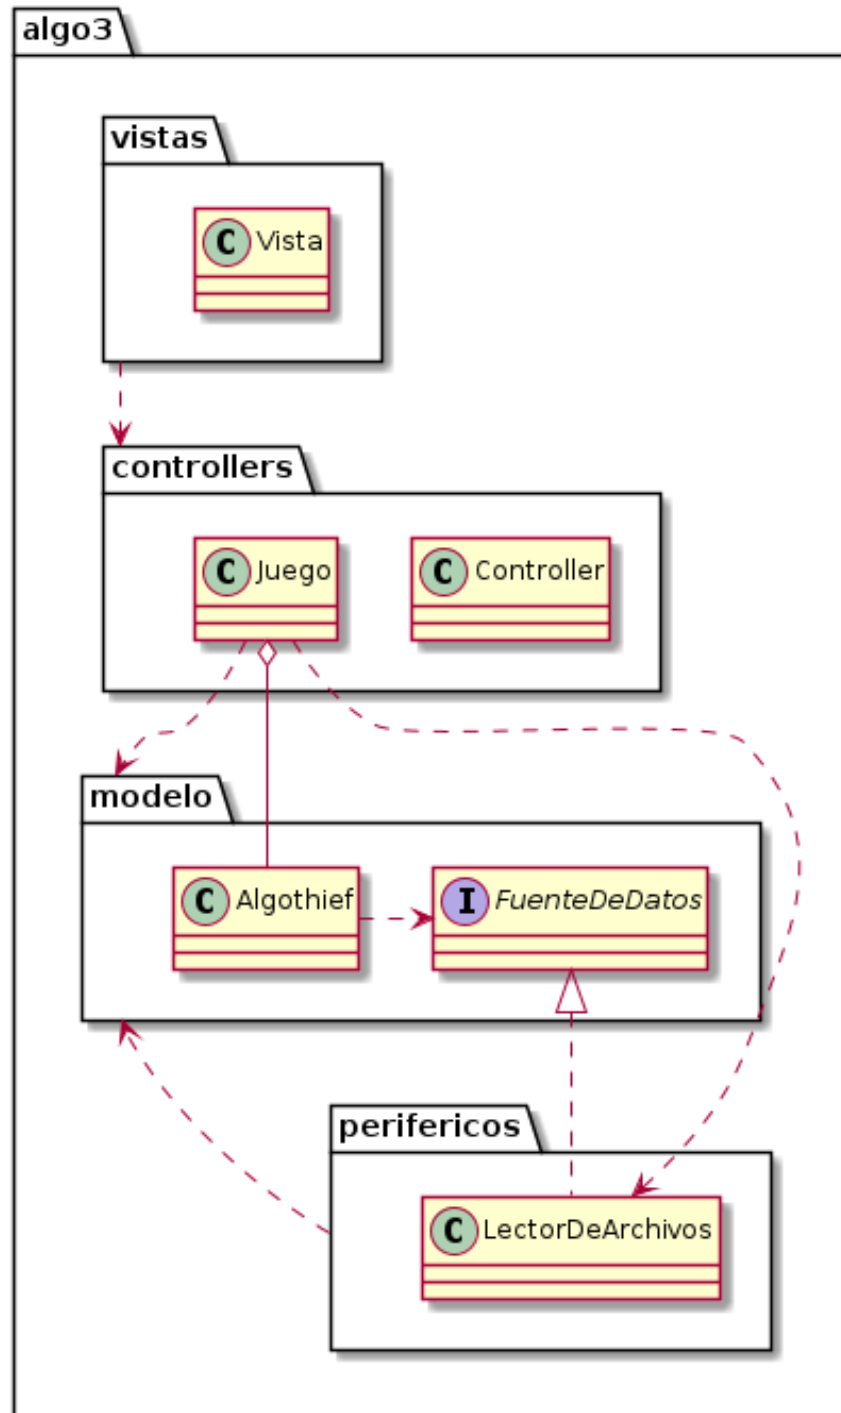 algo3
vistas
C Vista
controllers
C Juego
C Controller
modelo
C Algothief
I FuenteDeDatos
perifericos
C LectorDeArchivos